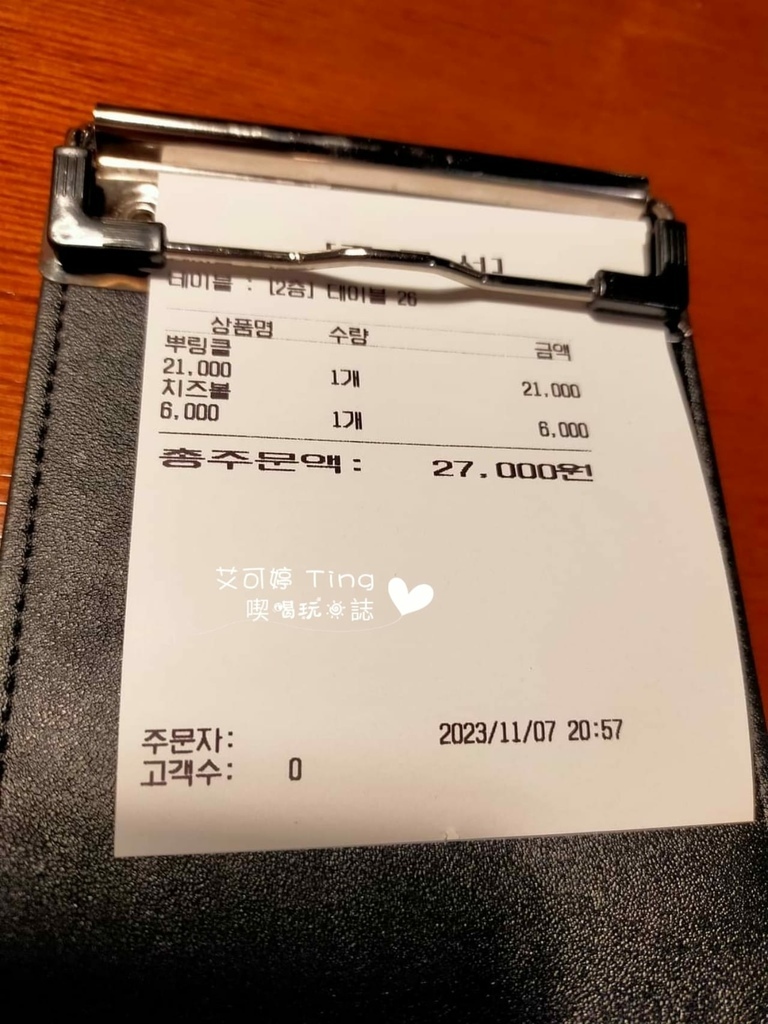 테이블 : [2층] 테이블 26
상품명 수량 금액
뿌링클
21,000 1개 21,000
치즈볼
6,000 1개 6,000
총주문액: 27,000원
艾可婷 Ting
喫喝玩樂誌
주문자: 2023/11/07 20:57
고객수: 0